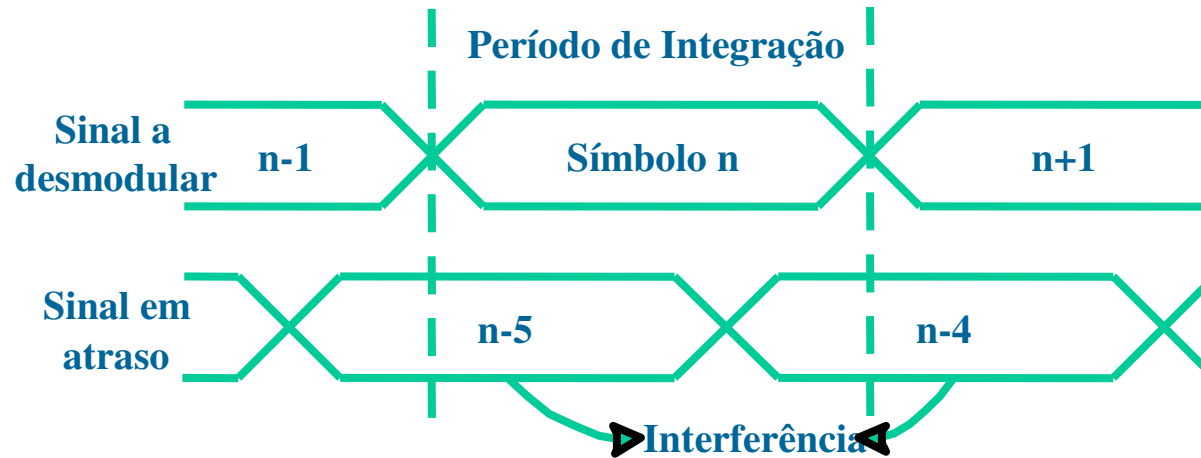 Período de Integração
Sinal a
desmodular
n-1
Símbolo n
n+1
Sinal em
atraso
n-5
n-4
Interferência